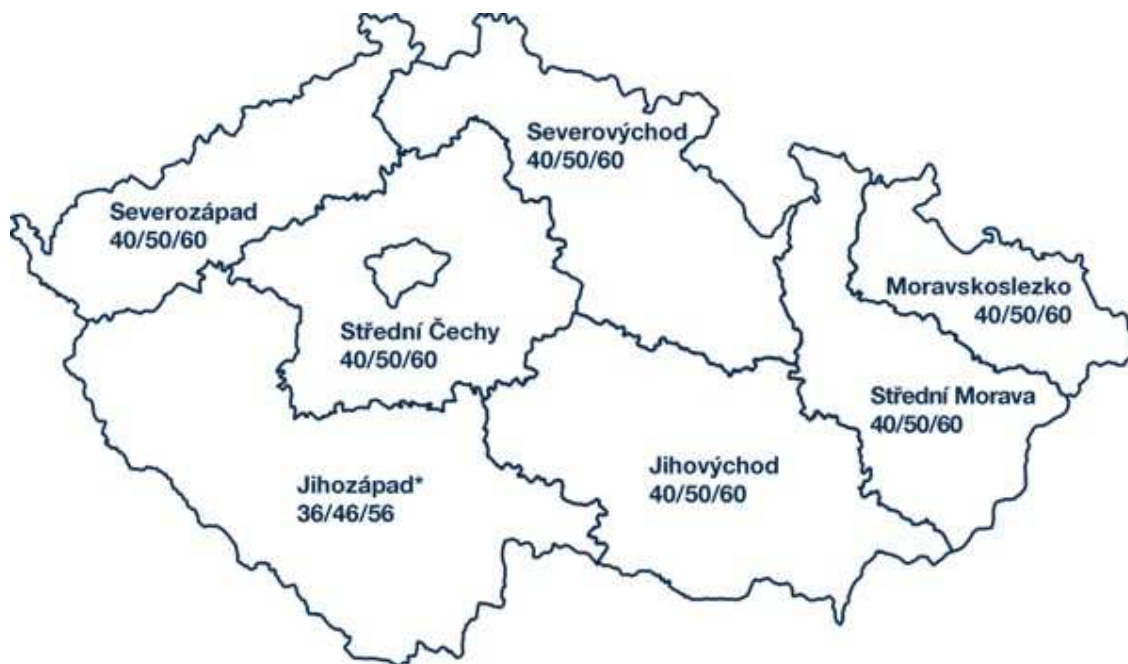 Severovýchod
40/50/60
Severozápad
40/50/60
Moravskoslezko
40/50/60
Střední Čechy
40/50/60
Střední Morava
40/50/60
Jihovýchod
40/50/60
Jihozápad*
36/46/56